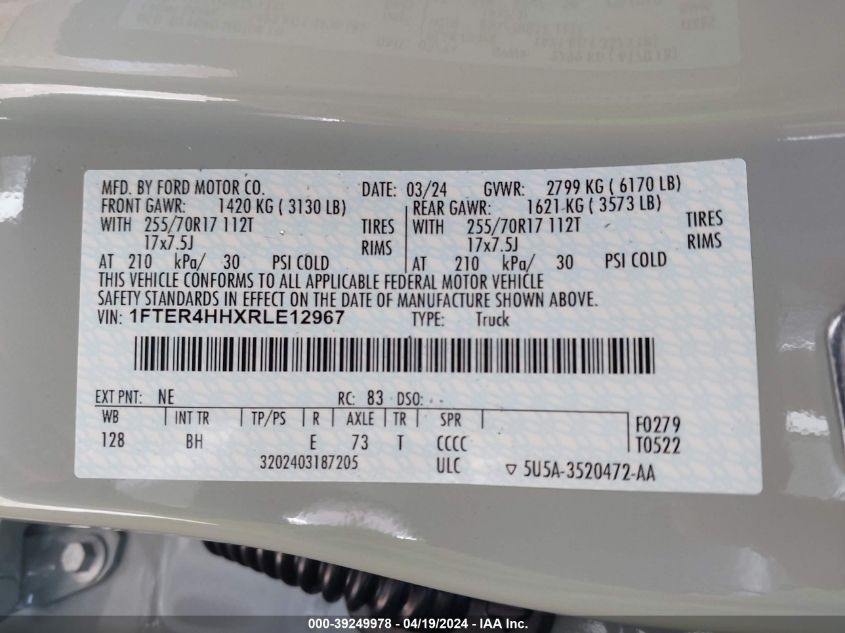 MFD. BY FORD MOTOR CO. DATE: 03/24 GVWR: 2799 KG ( 6170 LB)
FRONT GAWR: 1420 KG ( 3130 LB) REAR GAWR: 1621 KG ( 3573 LB)
WITH 255/70R17 112T TIRES WITH 255/70R17 112T TIRES
17x7.5J RIMS 17x7.5J RIMS
AT 210 kPa/ 30 PSI COLD AT 210 kPa/ 30 PSI COLD
THIS VEHICLE CONFORMS TO ALL APPLICABLE FEDERAL MOTOR VEHICLE
SAFETY STANDARDS IN EFFECT ON THE DATE OF MANUFACTURE SHOWN ABOVE.
VIN: 1FTER4HHXRLE12967 TYPE: Truck
EXT PNT: NE RC: 83 DSO:
WB INT TR TP/PS R AXLE TR SPR F0279
128 BH E 73 T CCCC T0522
3202403187205 ULC ▽ 5U5A-3520472-AA
000-39249978 - 04/19/2024 - IAA Inc.